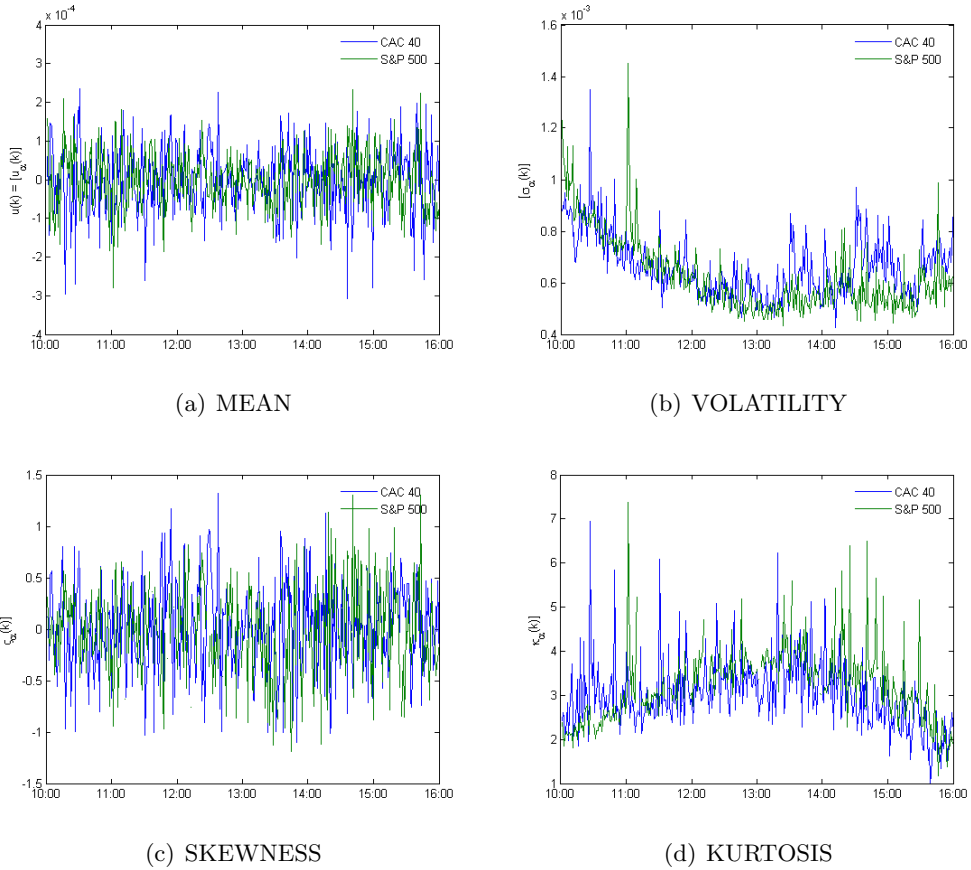 x 10⁻⁴
4
3
2
1
0
-1
-2
-3
-4
u(k) = [u_α(k)]
CAC 40
S&P 500
10:00 11:00 12:00 13:00 14:00 15:00 16:00
(a) MEAN
x 10⁻³
1.6
1.4
1.2
1
0.8
0.6
0.4
[σ_α(k)]
CAC 40
S&P 500
10:00 11:00 12:00 13:00 14:00 15:00 16:00
(b) VOLATILITY
1.5
1
0.5
0
-0.5
-1
-1.5
ς_α(k)]
CAC 40
S&P 500
10:00 11:00 12:00 13:00 14:00 15:00 16:00
(c) SKEWNESS
8
7
6
5
4
3
2
1
κ_α(k)]
CAC 40
S&P 500
10:00 11:00 12:00 13:00 14:00 15:00 16:00
(d) KURTOSIS